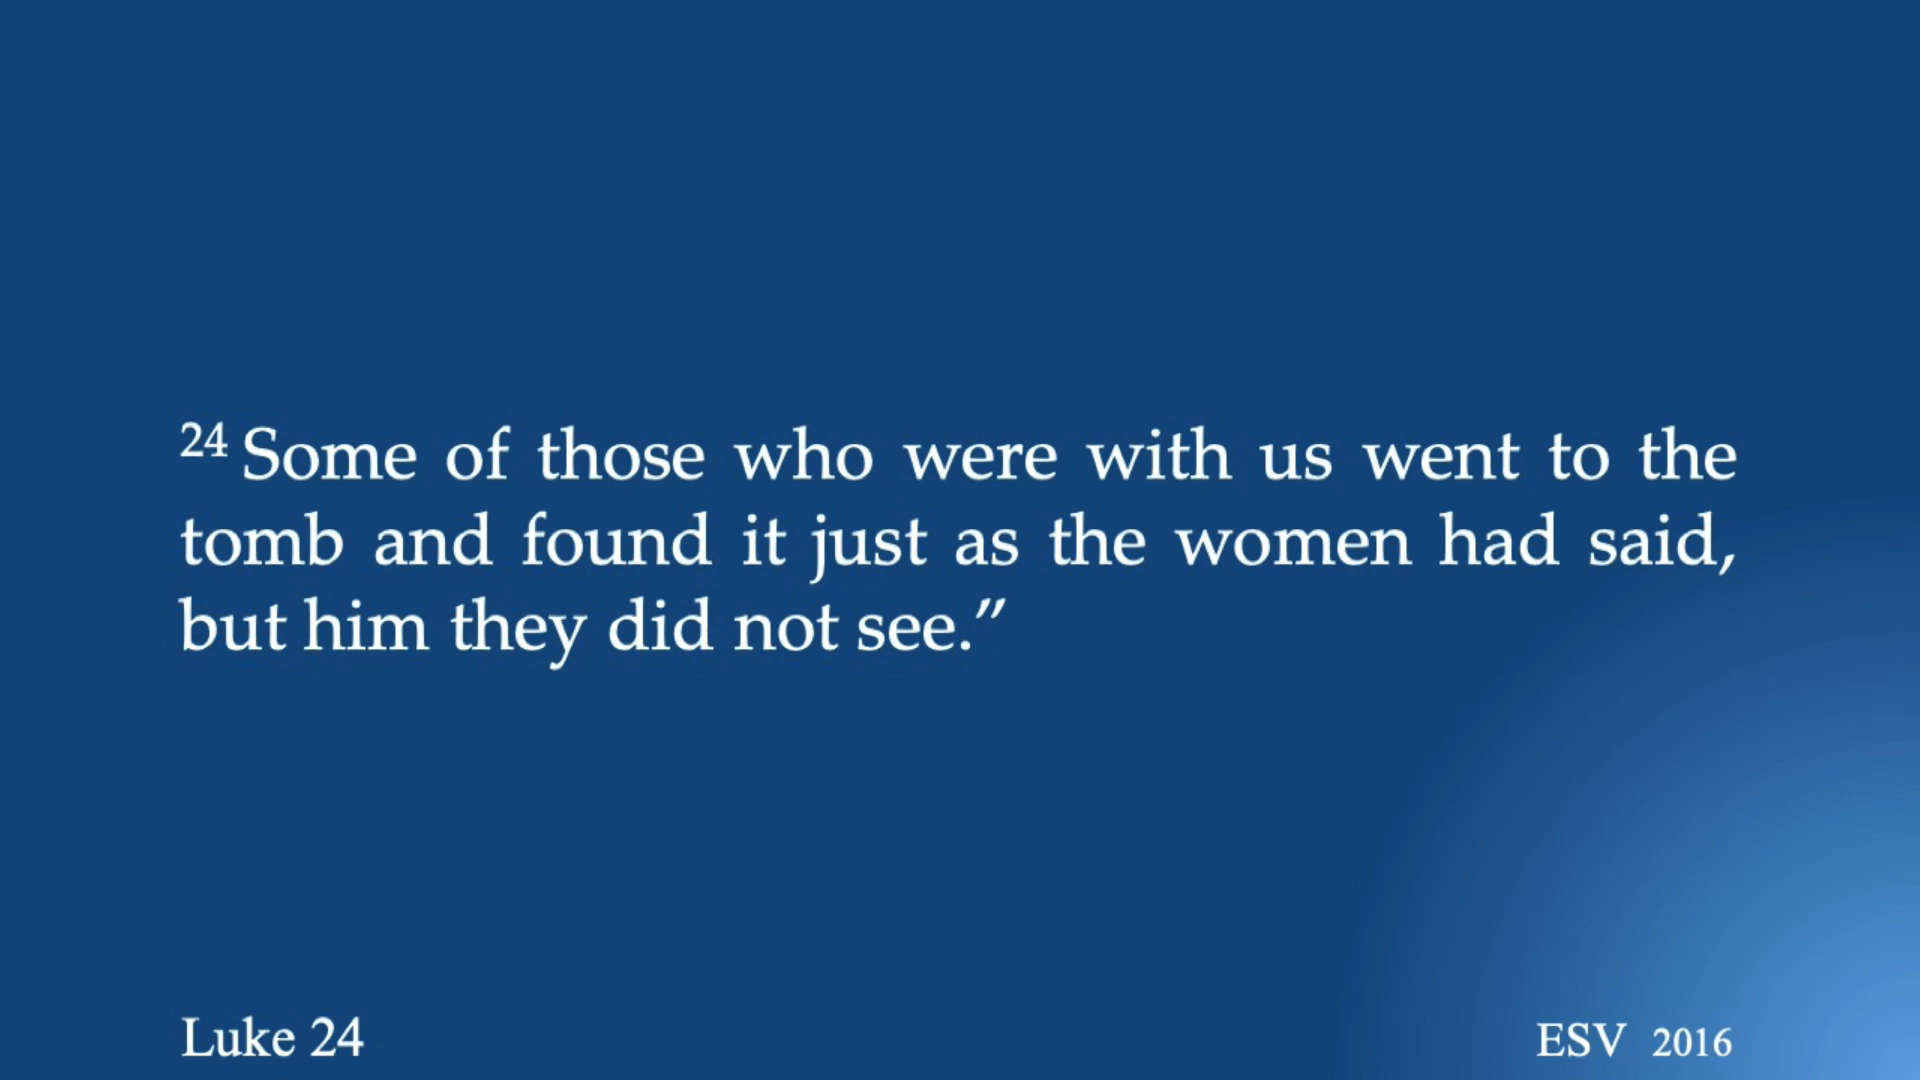 24 Some of those who were with us went to the
tomb and found it just as the women had said,
but him they did not see.”
Luke 24
ESV 2016